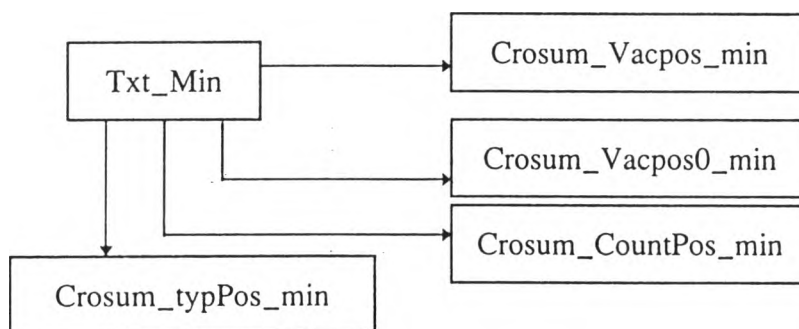 Crosum_Vacpos_min
Txt_Min
Crosum_Vacpos0_min
Crosum_CountPos_min
Crosum_typPos_min